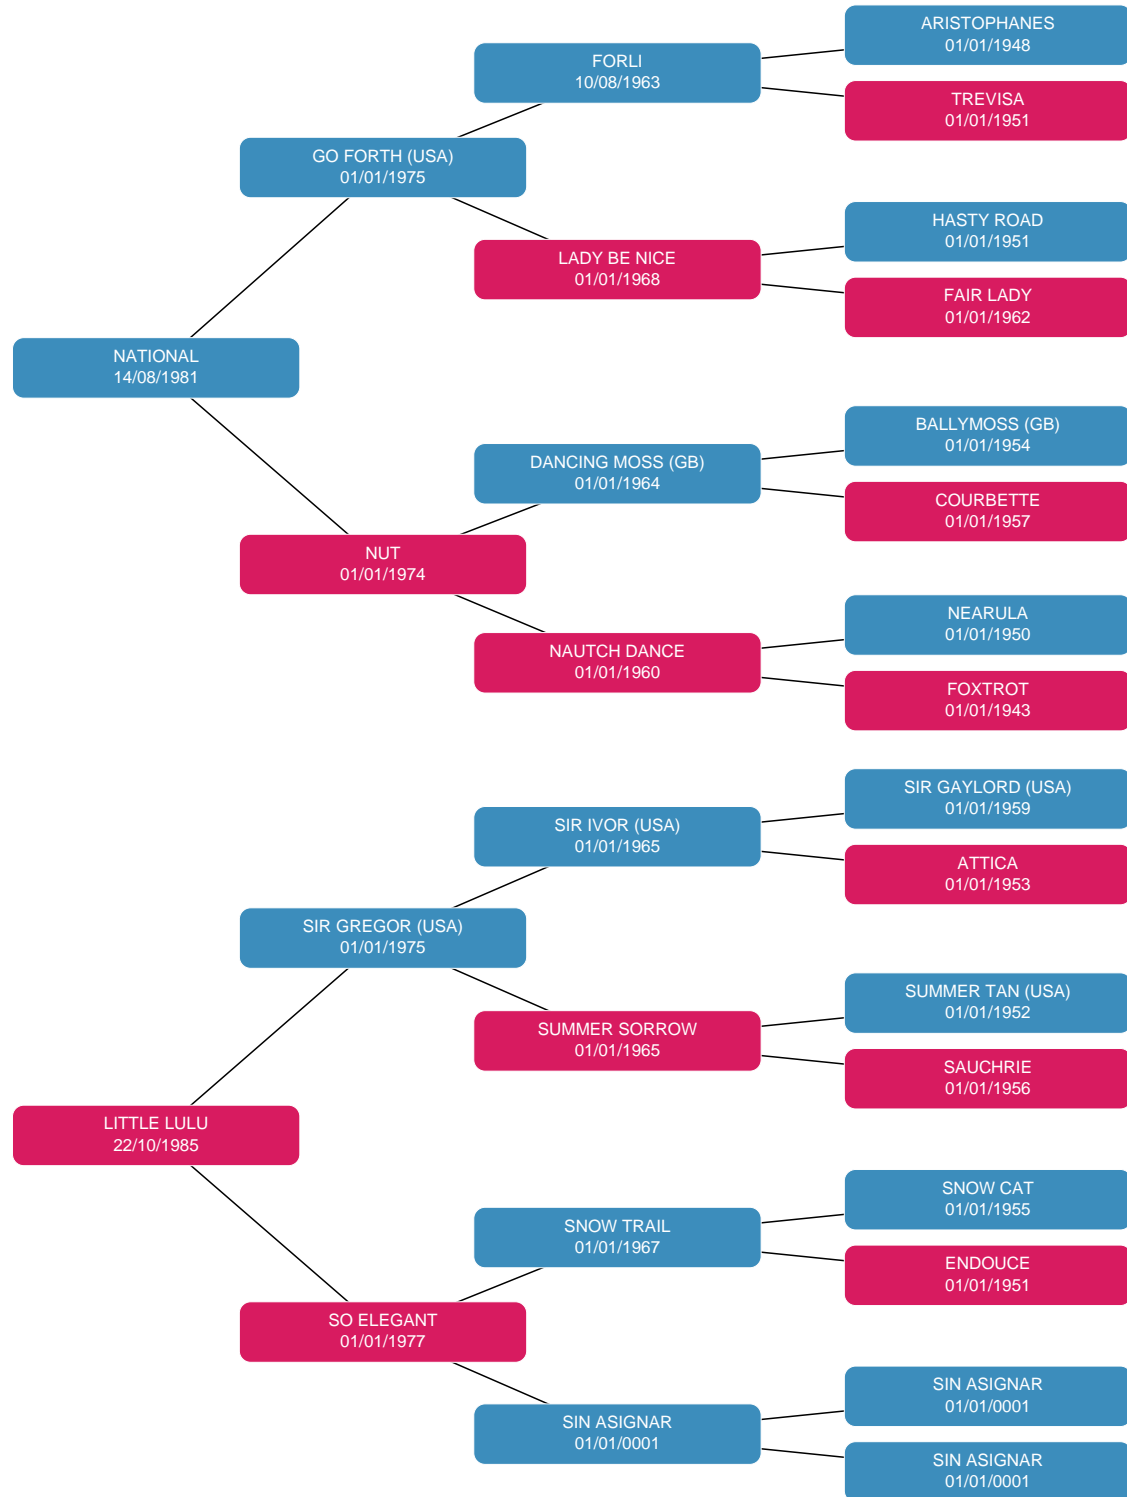 ARISTOPHANES
01/01/1948
FORLI
10/08/1963
TREVISA
01/01/1951
GO FORTH (USA)
01/01/1975
HASTY ROAD
01/01/1951
LADY BE NICE
01/01/1968
FAIR LADY
01/01/1962
NATIONAL
14/08/1981
BALLYMOSS (GB)
01/01/1954
DANCING MOSS (GB)
01/01/1964
COURBETTE
01/01/1957
NUT
01/01/1974
NEARULA
01/01/1950
NAUTCH DANCE
01/01/1960
FOXTROT
01/01/1943
SIR GAYLORD (USA)
01/01/1959
SIR IVOR (USA)
01/01/1965
ATTICA
01/01/1953
SIR GREGOR (USA)
01/01/1975
SUMMER TAN (USA)
01/01/1952
SUMMER SORROW
01/01/1965
SAUCHRIE
01/01/1956
LITTLE LULU
22/10/1985
SNOW CAT
01/01/1955
SNOW TRAIL
01/01/1967
ENDOUCE
01/01/1951
SO ELEGANT
01/01/1977
SIN ASIGNAR
01/01/0001
SIN ASIGNAR
01/01/0001
SIN ASIGNAR
01/01/0001